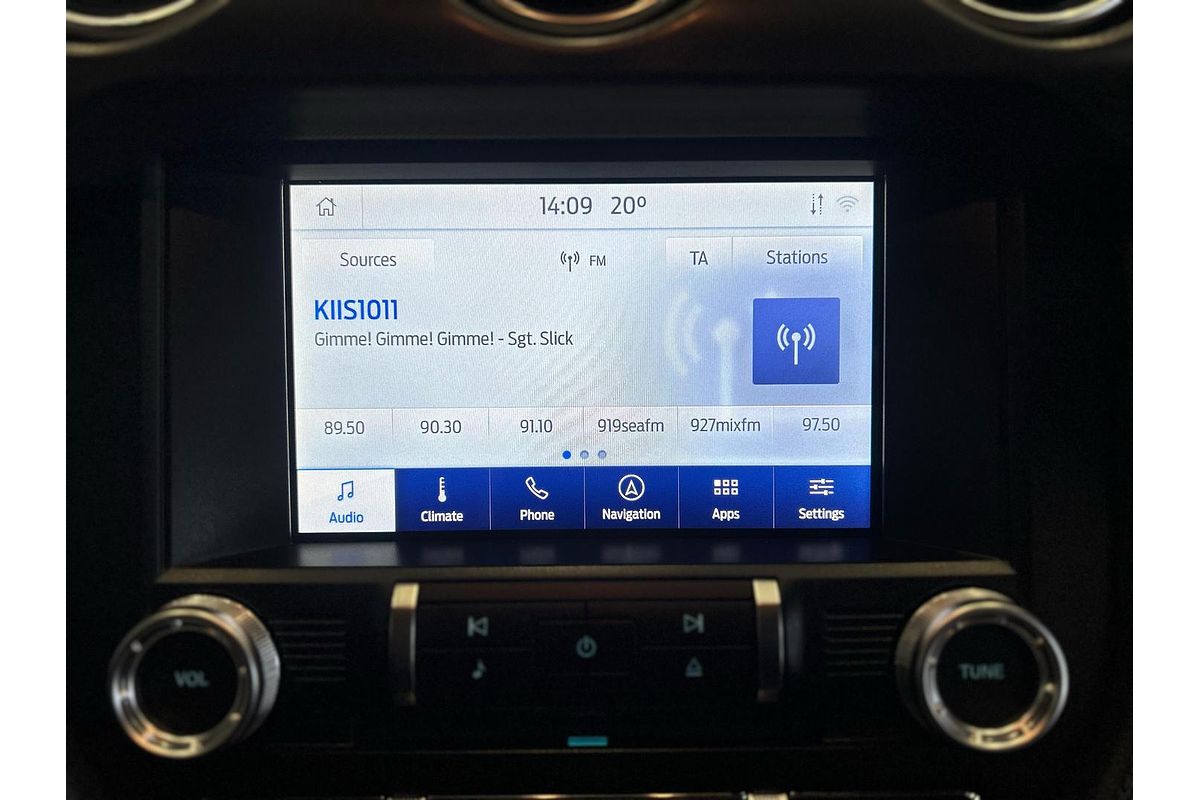 14:09 20º
Sources FM TA Stations
KIIS1011
Gimme! Gimme! Gimme! - Sgt. Slick
89.50 90.30 91.10 919seafm 927mixfm 97.50
Audio Climate Phone Navigation Apps Settings
VOL TUNE